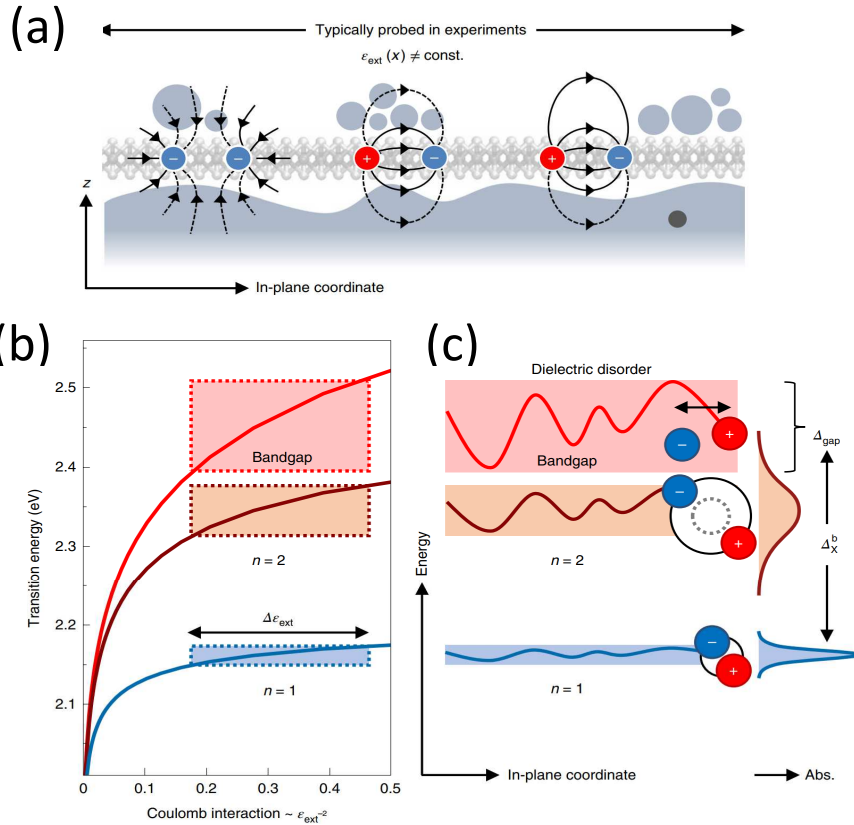 (a)
Typically probed in experiments
εext (x) ≠ const.
− − + − + −
z
In-plane coordinate
(b)
Transition energy (eV)
2.5
2.4
2.3
2.2
2.1
Bandgap
n = 2
Δεext
n = 1
0 0.1 0.2 0.3 0.4 0.5
Coulomb interaction ~ εext⁻²
(c)
Dielectric disorder
Bandgap
− +
Δgap
− +
n = 2
Δᵇ_X
Energy
− +
n = 1
In-plane coordinate
Abs.